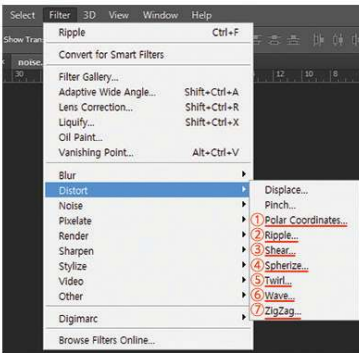 Select Filter 3D View Window Help
Show Tran
noise.
30 12 10 8
Ripple Ctrl+F
Convert for Smart Filters
Filter Gallery...
Adaptive Wide Angle... Shift+Ctrl+A
Lens Correction... Shift+Ctrl+R
Liquify... Shift+Ctrl+X
Oil Paint...
Vanishing Point... Alt+Ctrl+V
Blur
Distort
Noise
Pixelate
Render
Sharpen
Stylize
Video
Other
Digimarc
Browse Filters Online...
Displace...
Pinch...
①Polar Coordinates...
②Ripple...
③Shear...
④Spherize...
⑤Twirl...
⑥Wave...
⑦ZigZag...